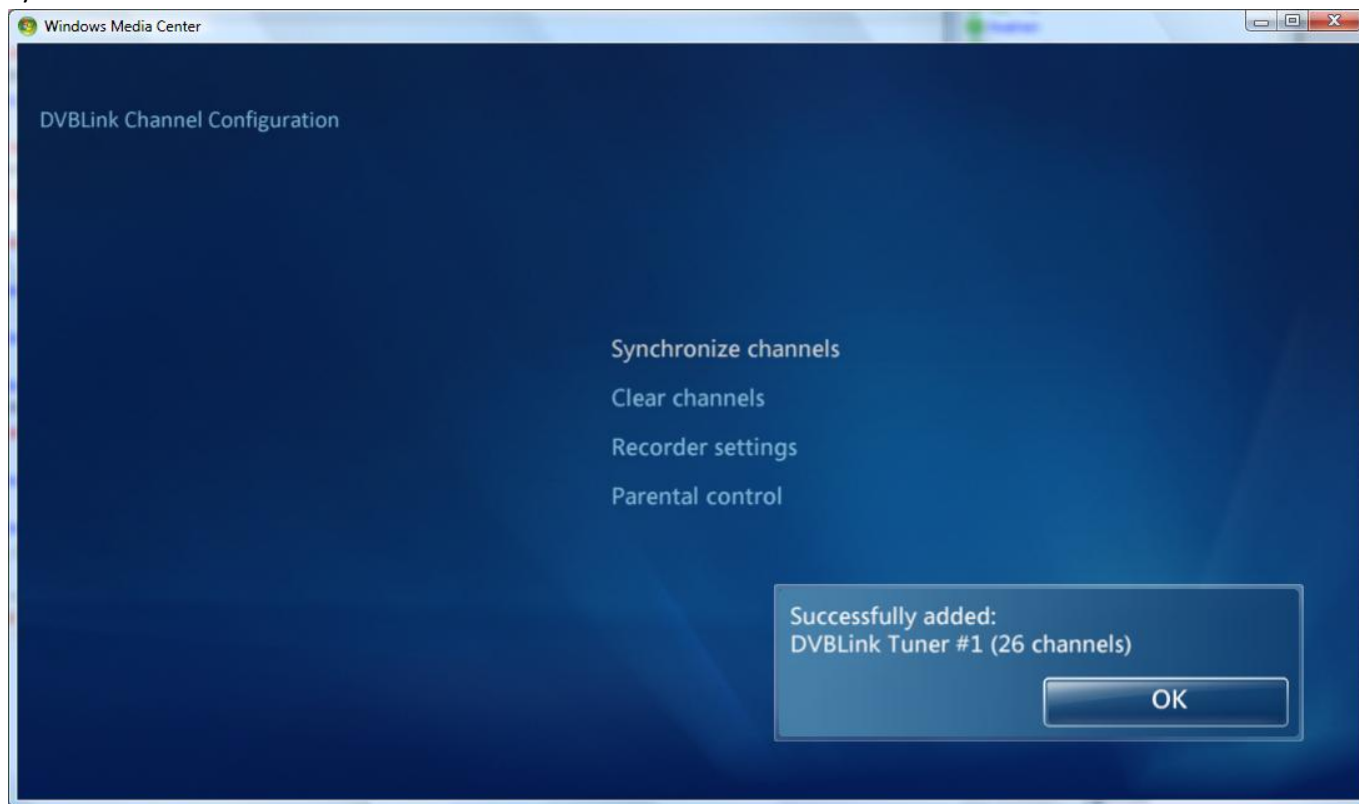 Windows Media Center
DVBLink Channel Configuration
Synchronize channels
Clear channels
Recorder settings
Parental control
Successfully added:
DVBLink Tuner #1 (26 channels)
OK